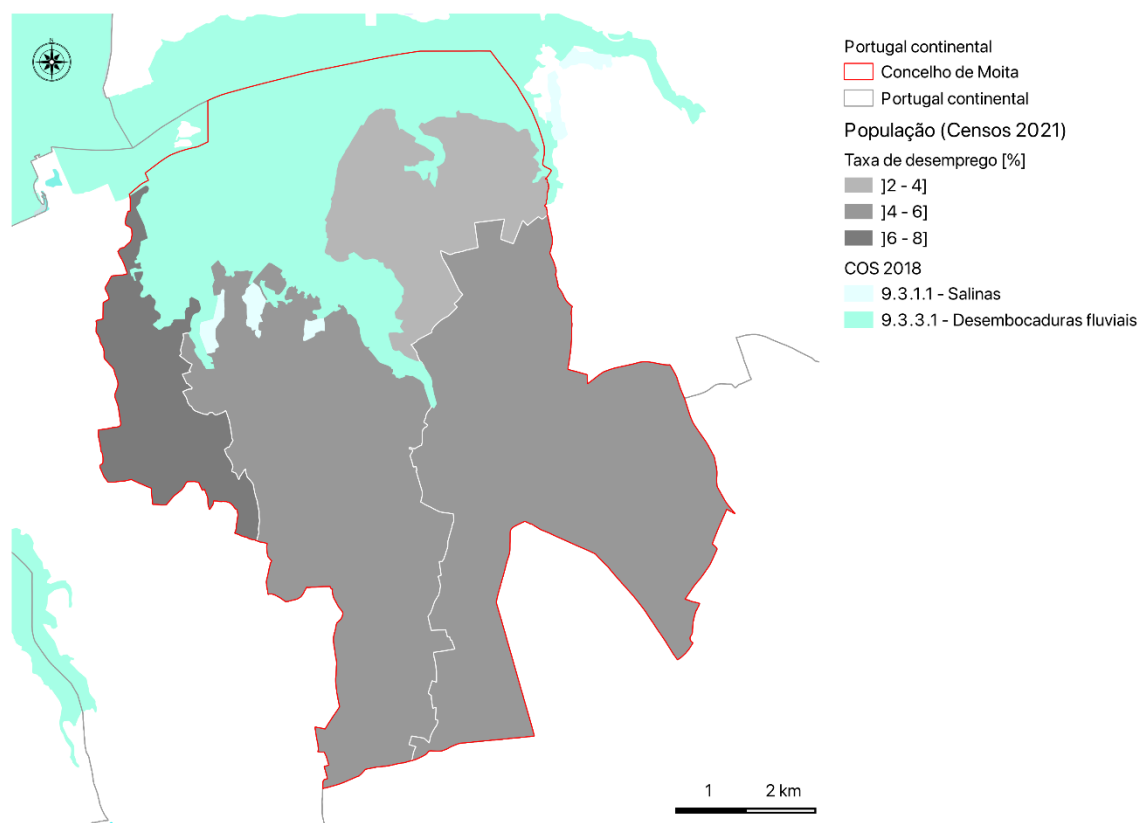 N
Portugal continental
Concelho de Moita
Portugal continental
População (Censos 2021)
Taxa de desemprego [%]
]2 - 4]
]4 - 6]
]6 - 8]
COS 2018
9.3.1.1 - Salinas
9.3.3.1 - Desembocaduras fluviais
1 2 km